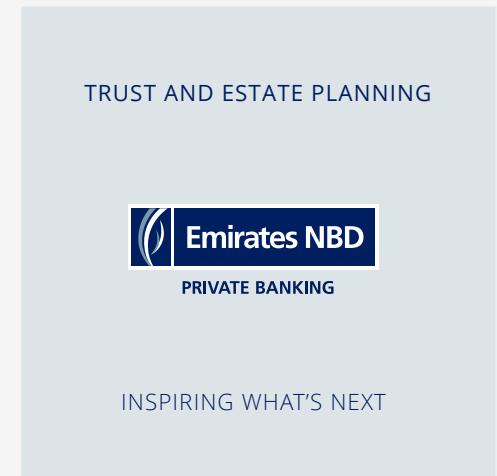 TRUST AND ESTATE PLANNING
Emirates NBD
PRIVATE BANKING
INSPIRING WHAT'S NEXT